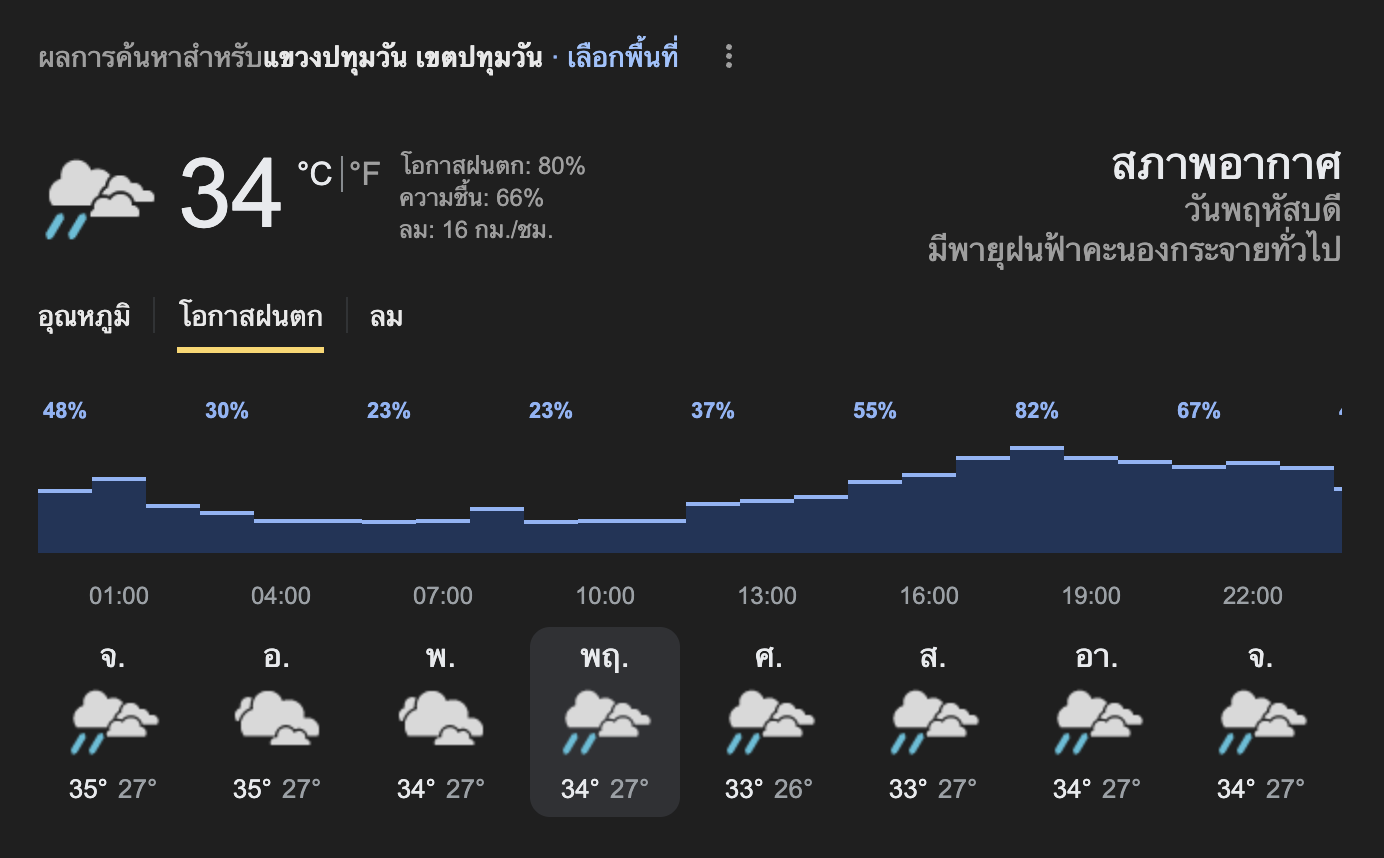 ผลการค้นหาสำหรับแขวงปทุมวัน เขตปทุมวัน · เลือกพื้นที่
34 °C | °F
โอกาสฝนตก: 80%
ความชื้น: 66%
ลม: 16 กม./ชม.
สภาพอากาศ
วันพฤหัสบดี
มีพายุฝนฟ้าคะนองกระจายทั่วไป
อุณหภูมิ โอกาสฝนตก ลม
48% 30% 23% 23% 37% 55% 82% 67%
01:00 04:00 07:00 10:00 13:00 16:00 19:00 22:00
จ. อ. พ. พฤ. ศ. ส. อา. จ.
35° 27° 35° 27° 34° 27° 34° 27° 33° 26° 33° 27° 34° 27° 34° 27°